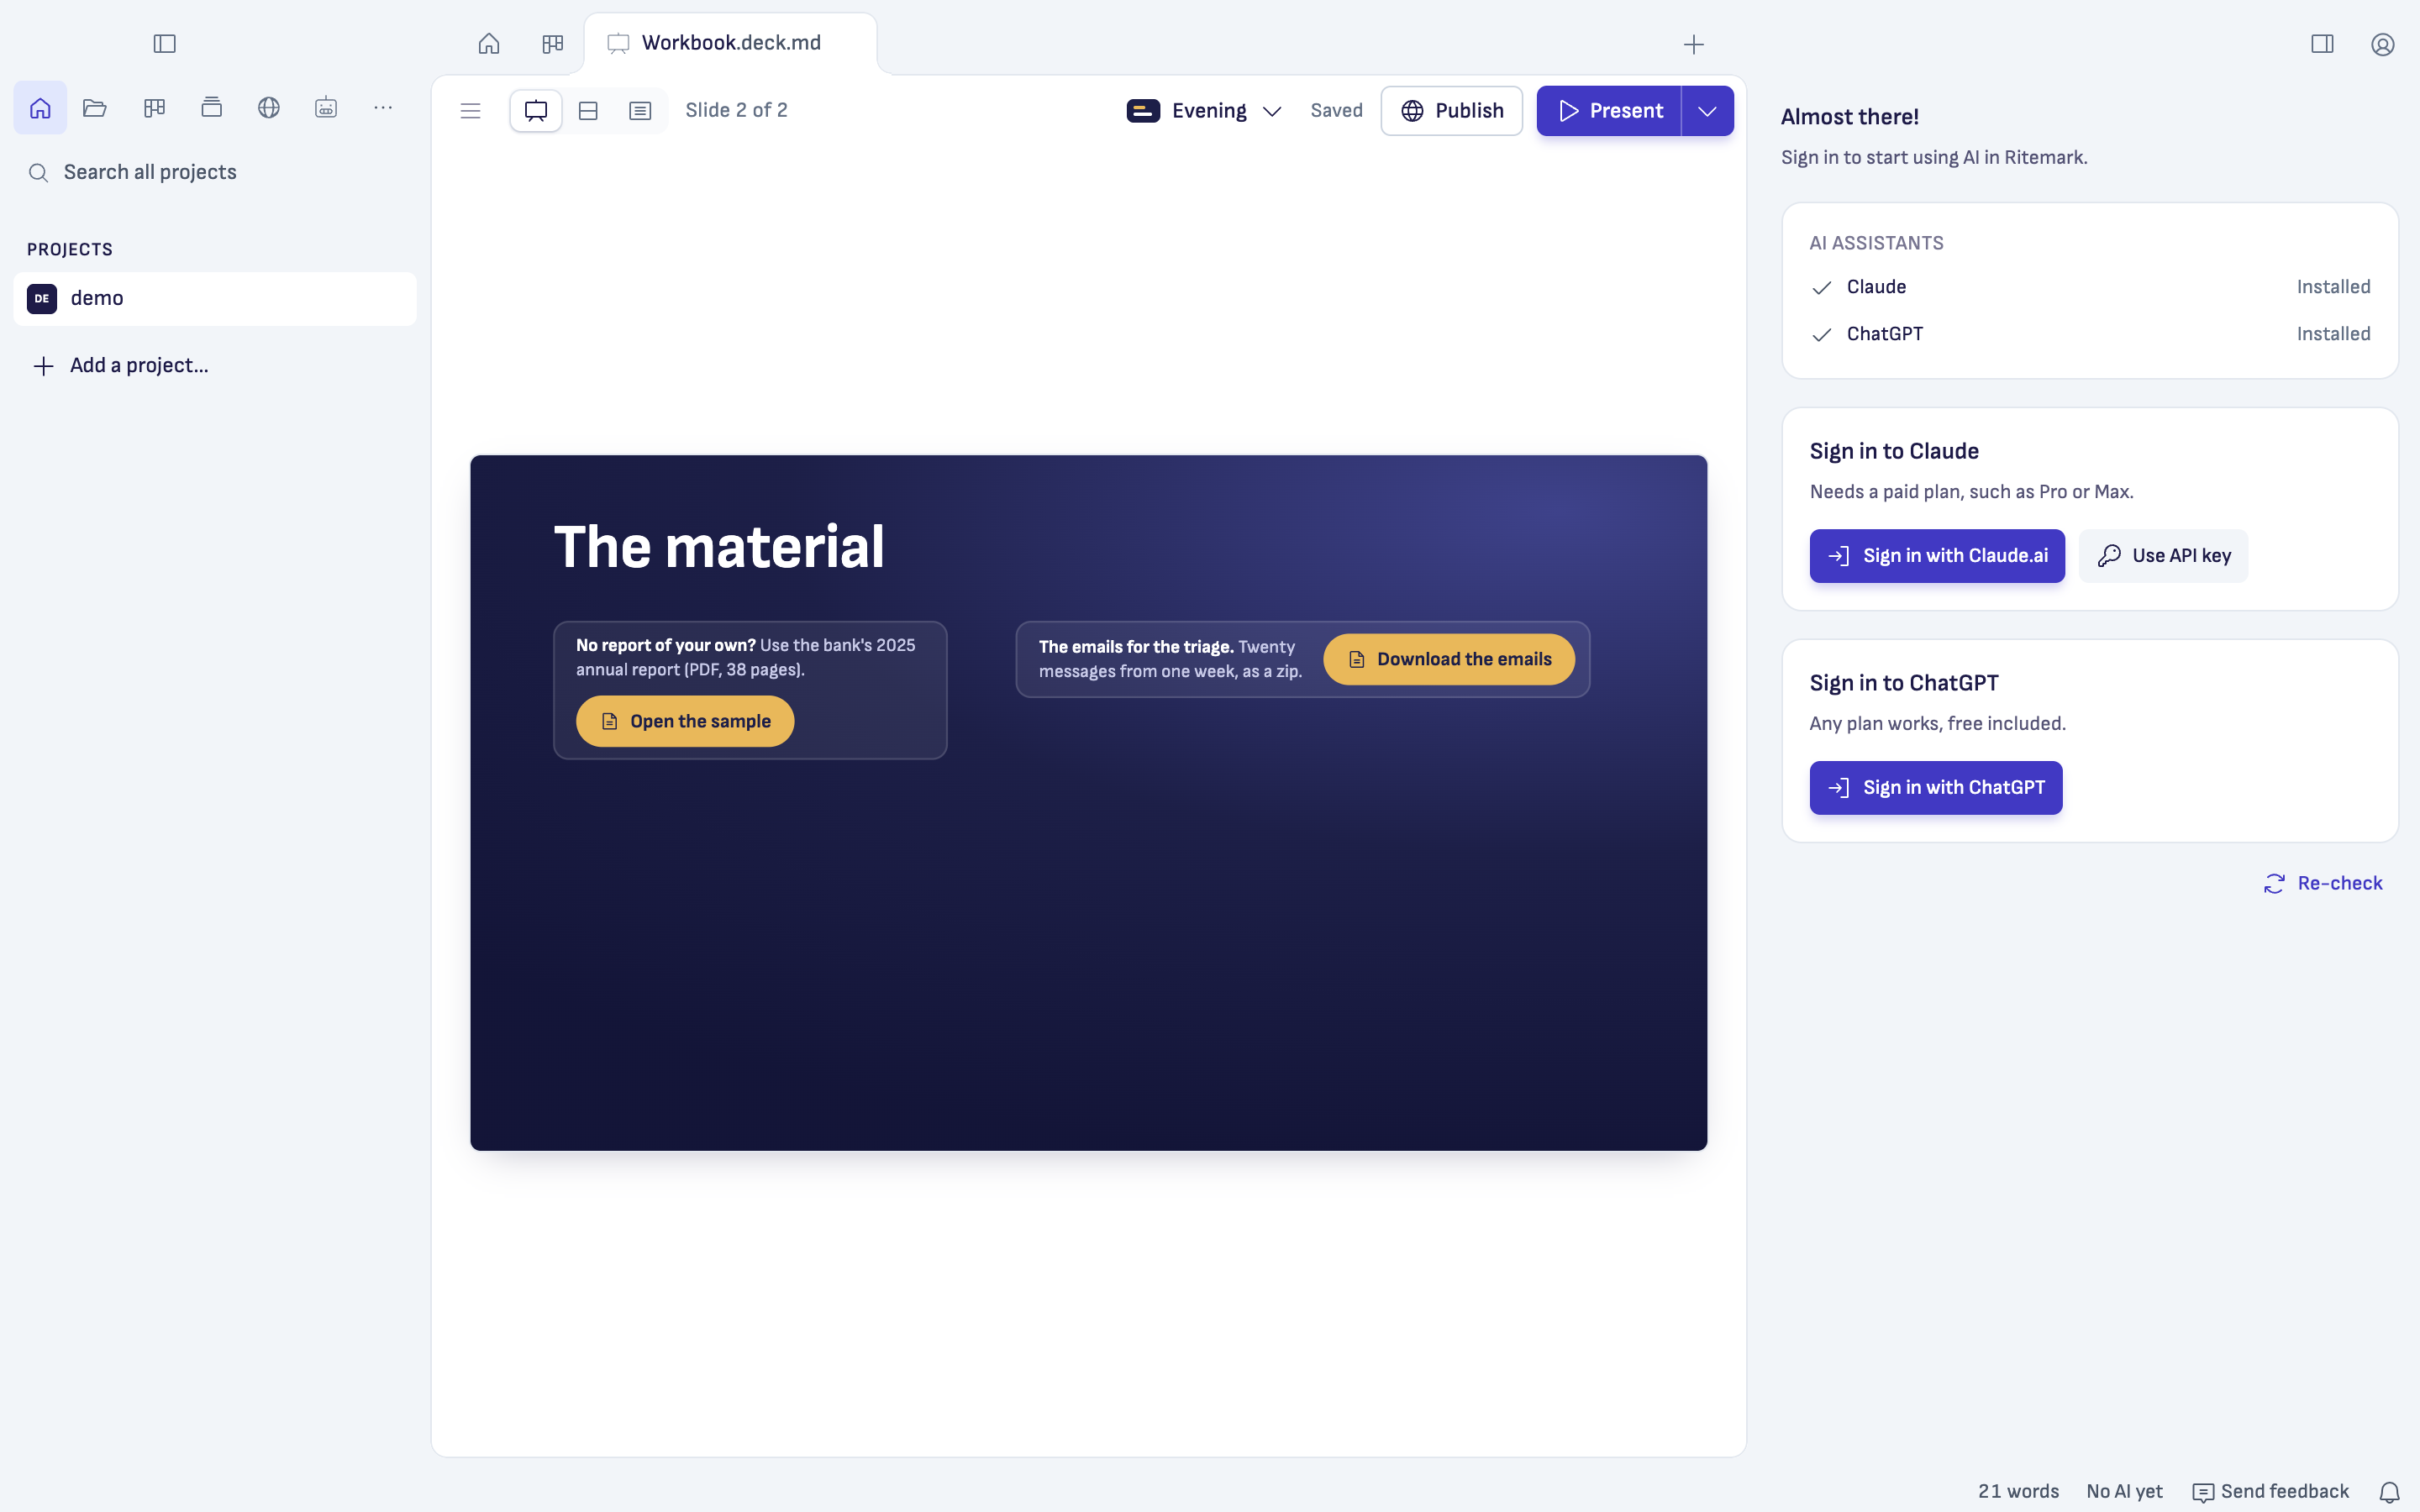 Workbook.deck.md
Slide 2 of 2
Evening
Saved
Publish
Present
Search all projects
PROJECTS
DE
demo
Add a project...
The material
No report of your own? Use the bank's 2025
annual report (PDF, 38 pages).
Open the sample
The emails for the triage. Twenty
messages from one week, as a zip.
Download the emails
Almost there!
Sign in to start using AI in Ritemark.
AI ASSISTANTS
Claude
Installed
ChatGPT
Installed
Sign in to Claude
Needs a paid plan, such as Pro or Max.
Sign in with Claude.ai
Use API key
Sign in to ChatGPT
Any plan works, free included.
Sign in with ChatGPT
Re-check
21 words
No AI yet
Send feedback